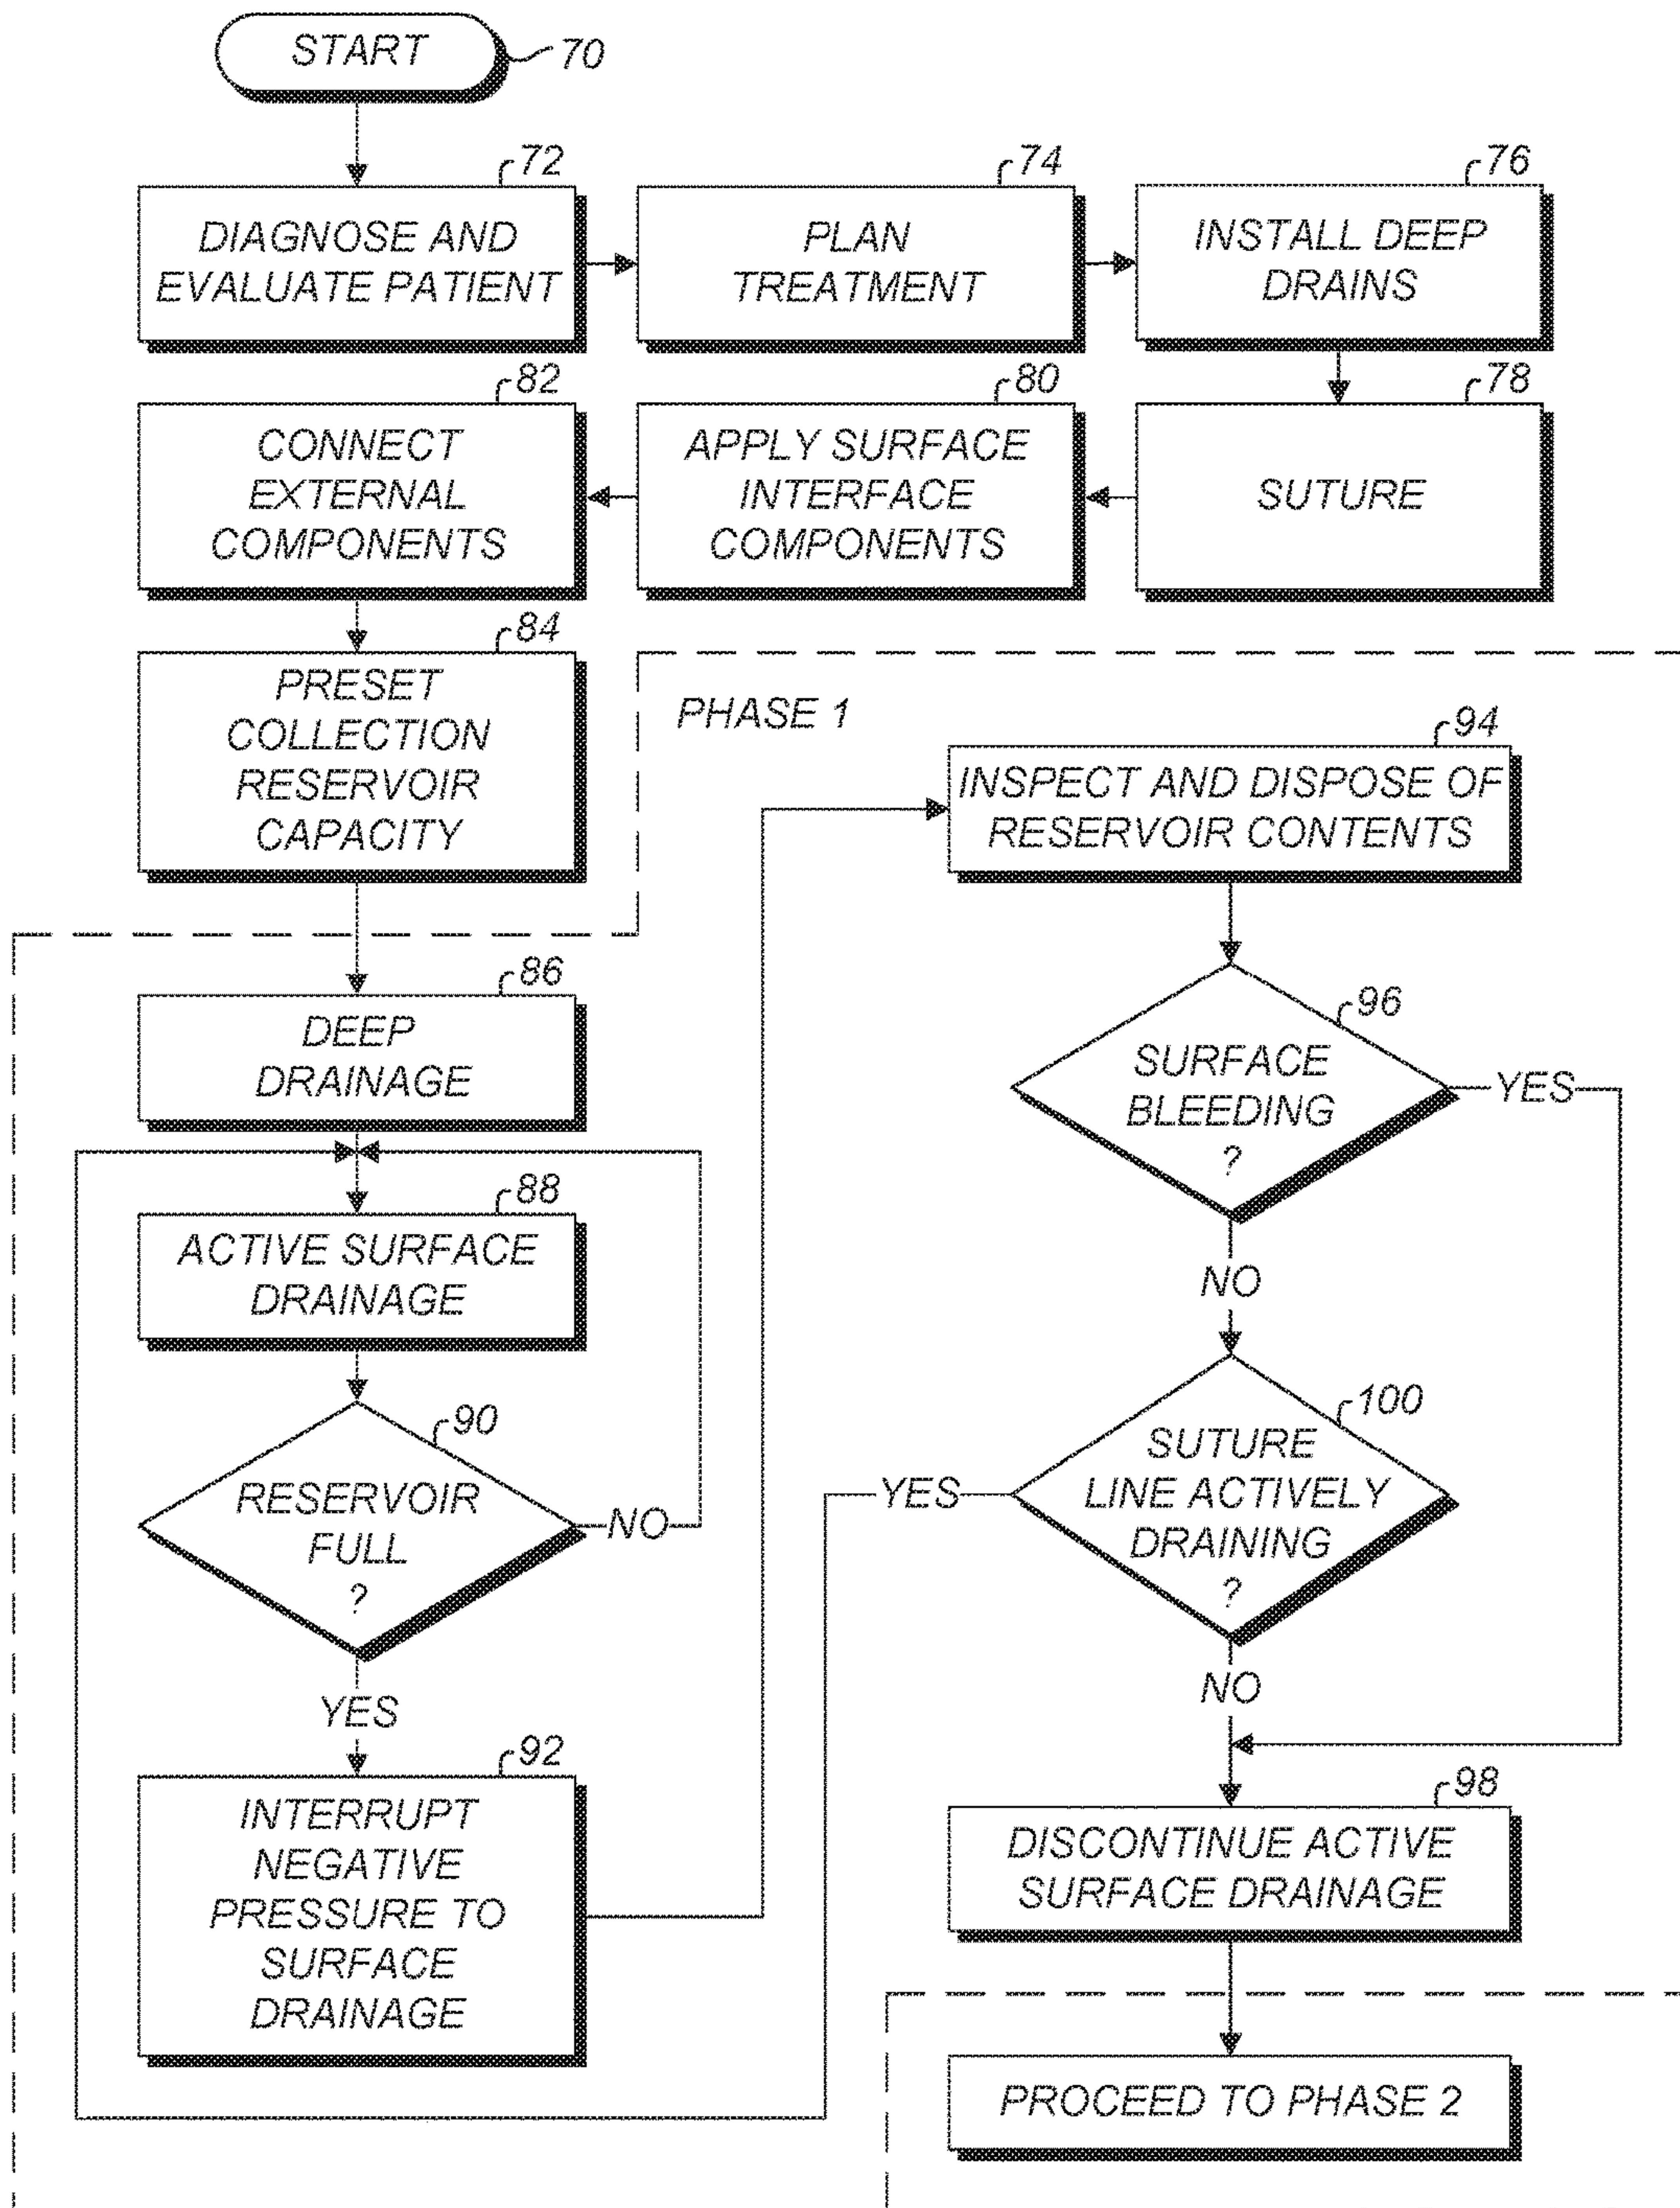 START
70
72
DIAGNOSE AND
EVALUATE PATIENT
74
PLAN
TREATMENT
76
INSTALL DEEP
DRAINS
78
SUTURE
80
APPLY SURFACE
INTERFACE
COMPONENTS
82
CONNECT
EXTERNAL
COMPONENTS
84
PRESET
COLLECTION
RESERVOIR
CAPACITY
PHASE 1
86
DEEP
DRAINAGE
88
ACTIVE SURFACE
DRAINAGE
90
RESERVOIR
FULL
?
NO
YES
92
INTERRUPT
NEGATIVE
PRESSURE TO
SURFACE
DRAINAGE
94
INSPECT AND DISPOSE OF
RESERVOIR CONTENTS
96
SURFACE
BLEEDING
?
YES
NO
100
SUTURE
LINE ACTIVELY
DRAINING
?
YES
NO
98
DISCONTINUE ACTIVE
SURFACE DRAINAGE
PROCEED TO PHASE 2